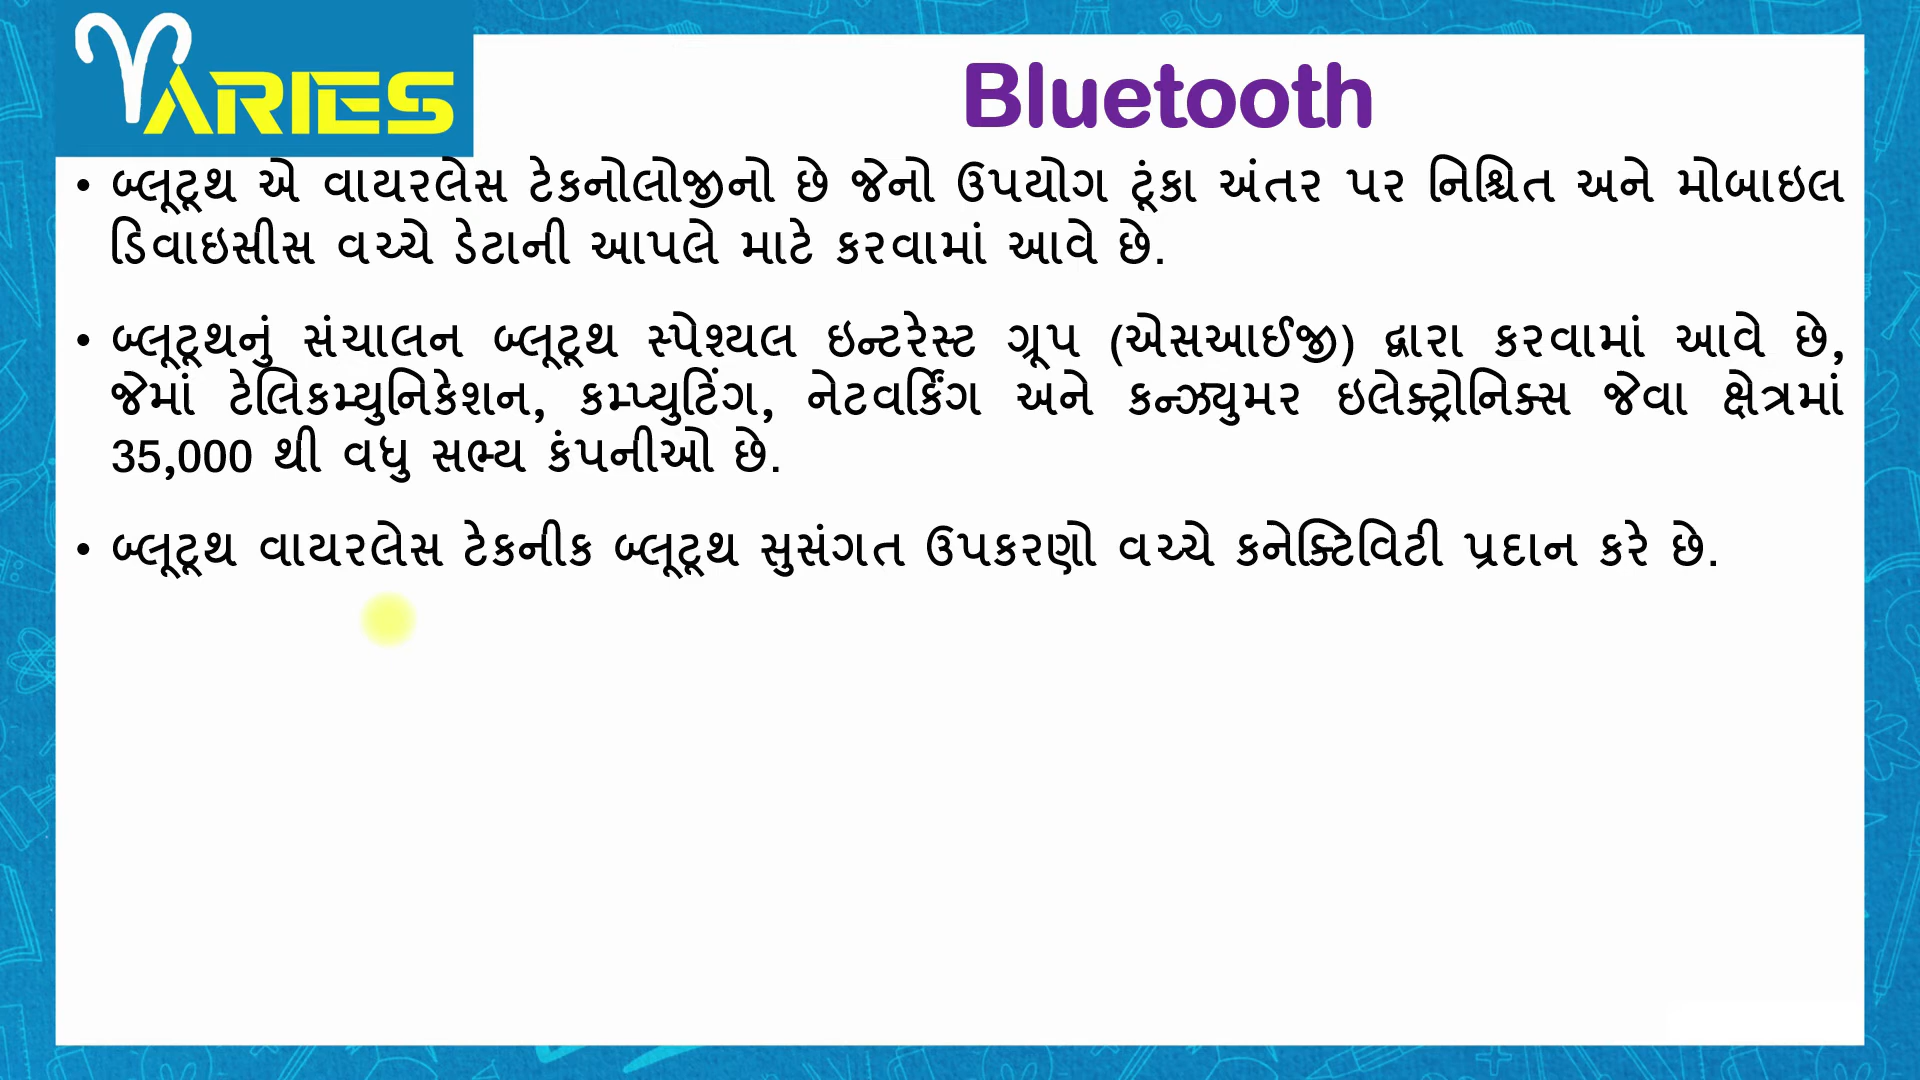 ARIES
Bluetooth
• બ્લૂટૂથ એ વાયરલેસ ટેકનોલોજીનો છે જેનો ઉપયોગ ટૂંકા અંતર પર નિશ્ચિત અને મોબાઇલ
ડિવાઇસીસ વચ્ચે ડેટાની આપલે માટે કરવામાં આવે છે.
• બ્લૂટૂથનું સંચાલન બ્લૂટૂથ સ્પેશ્યલ ઇન્ટરેસ્ટ ગ્રૂપ (એસઆઈજી) દ્વારા કરવામાં આવે છે,
જેમાં ટેલિકમ્યુનિકેશન, કમ્પ્યુટિંગ, નેટવર્કિંગ અને કન્ઝ્યુમર ઇલેક્ટ્રોનિક્સ જેવા ક્ષેત્રમાં
35,000 થી વધુ સભ્ય કંપનીઓ છે.
• બ્લૂટૂથ વાયરલેસ ટેકનીક બ્લૂટૂથ સુસંગત ઉપકરણો વચ્ચે કનેક્ટિવિટી પ્રદાન કરે છે.